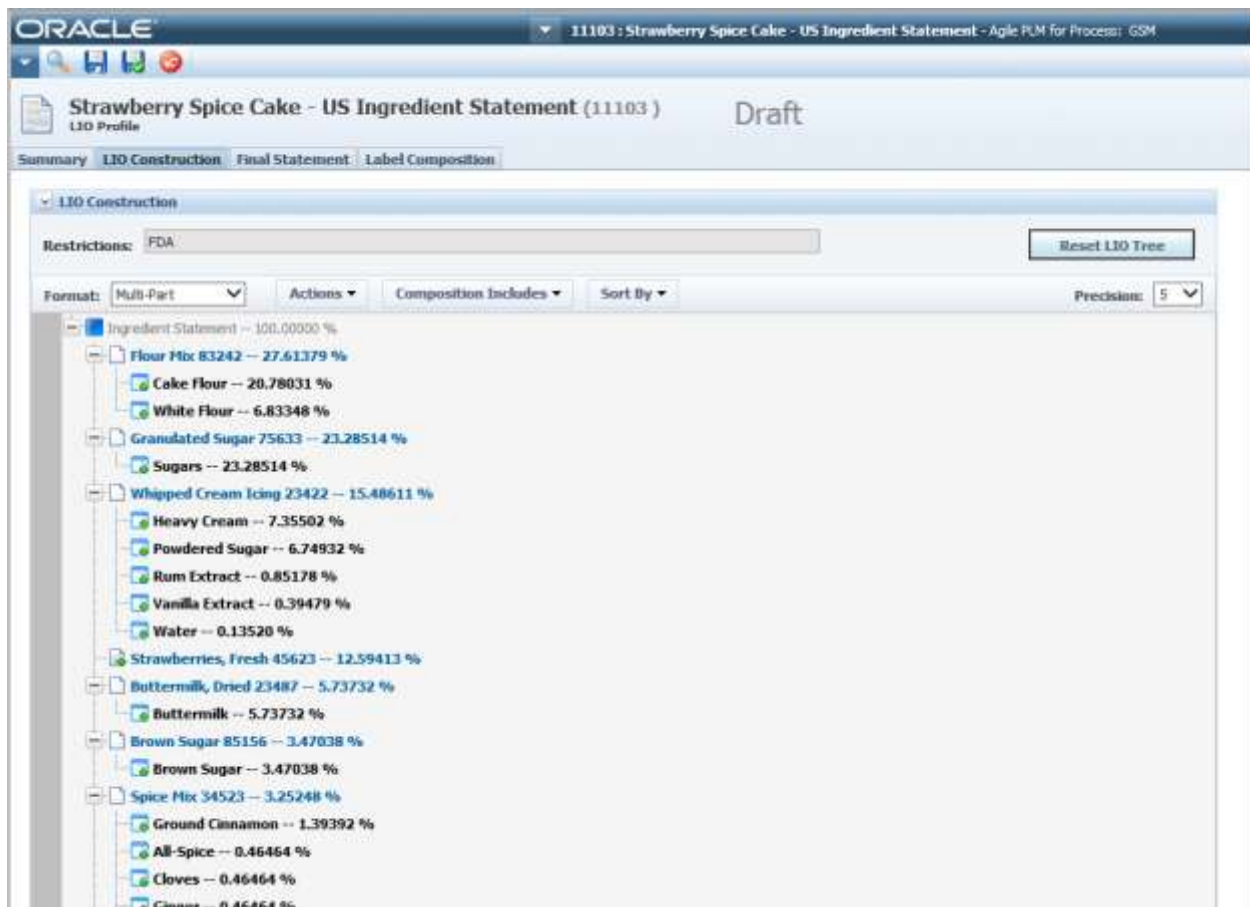 ORACLE
11103 : Strawberry Spice Cake - US Ingredient Statement - Agile PLM for Process: GSM
Strawberry Spice Cake - US Ingredient Statement (11103 ) Draft
LIO Profile
Summary LIO Construction Final Statement Label Composition
LIO Construction
Restrictions: FDA Reset LIO Tree
Format: Multi-Part Actions Composition Includes Sort By Precision: 5
Ingredient Statement -- 100.00000 %
Flour Mix 83242 -- 27.61379 %
Cake Flour -- 20.78031 %
White Flour -- 6.83348 %
Granulated Sugar 75633 -- 23.28514 %
Sugars -- 23.28514 %
Whipped Cream Icing 23422 -- 15.48611 %
Heavy Cream -- 7.35502 %
Powdered Sugar -- 6.74932 %
Rum Extract -- 0.85178 %
Vanilla Extract -- 0.39479 %
Water -- 0.13520 %
Strawberries, Fresh 45623 -- 12.59413 %
Buttermilk, Dried 23487 -- 5.73732 %
Buttermilk -- 5.73732 %
Brown Sugar 85156 -- 3.47038 %
Brown Sugar -- 3.47038 %
Spice Mix 34523 -- 3.25248 %
Ground Cinnamon -- 1.39392 %
All-Spice -- 0.46464 %
Cloves -- 0.46464 %
Ginger -- 0.46464 %